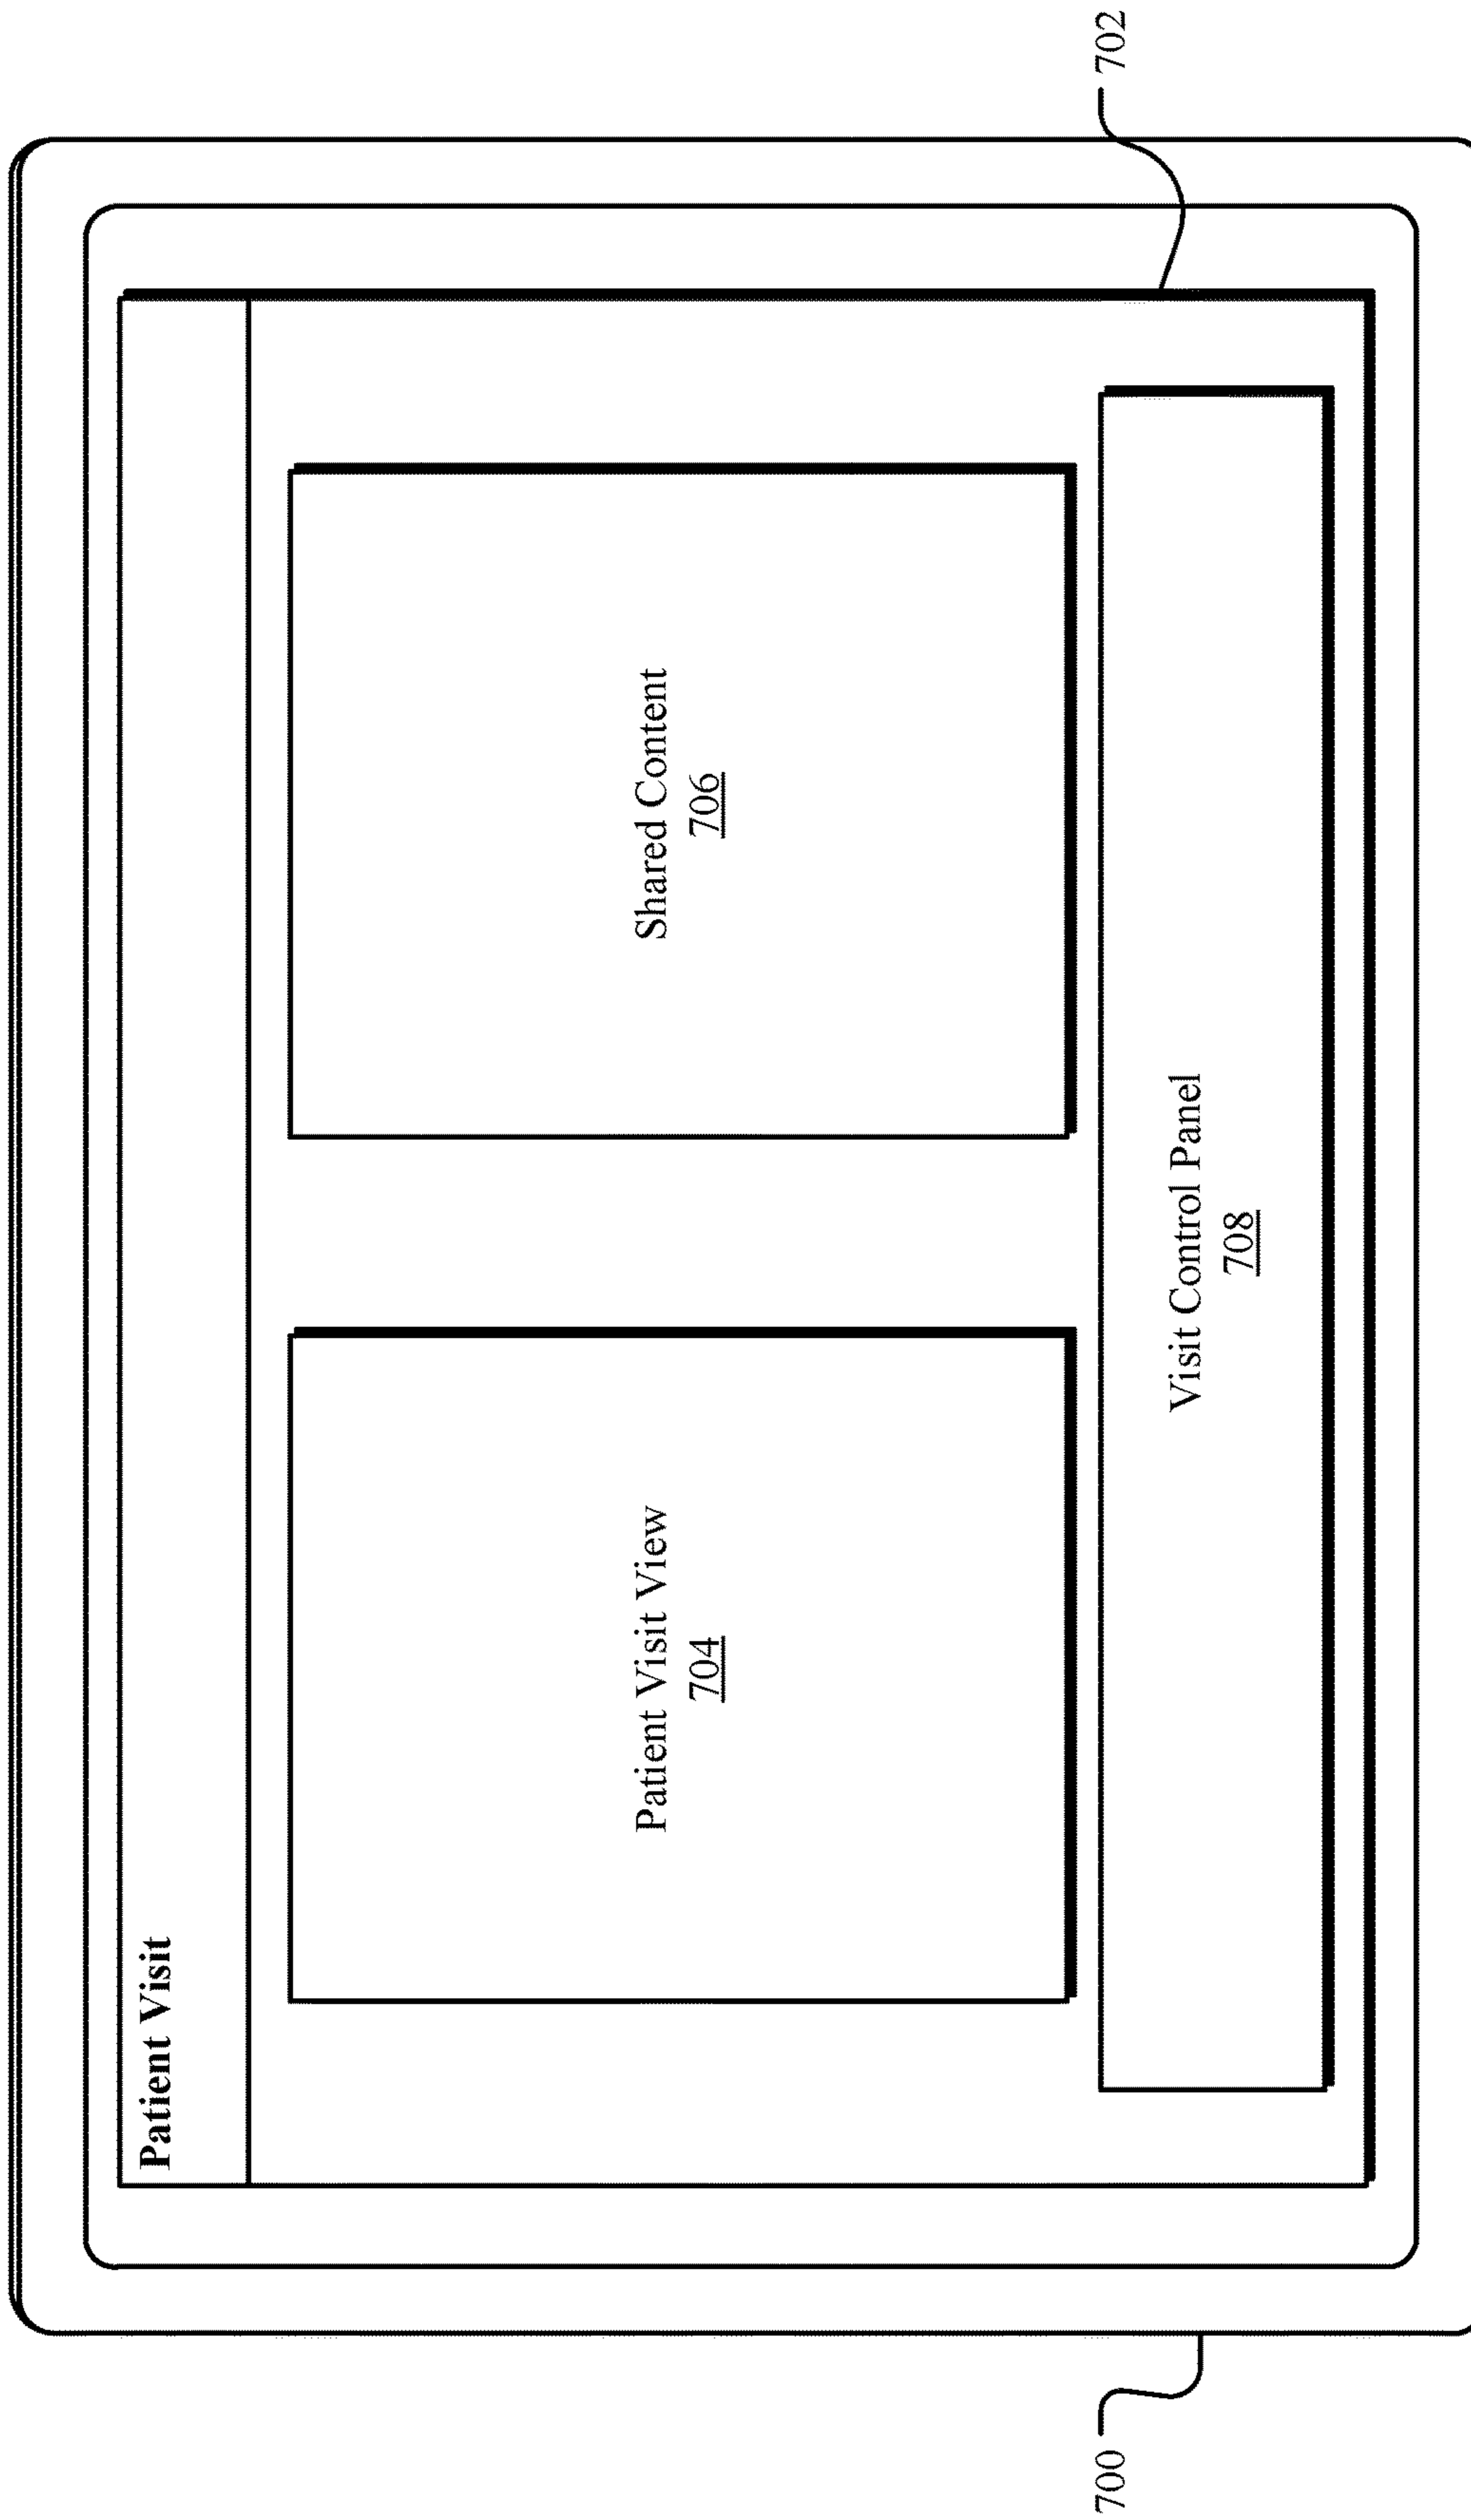 Patient Visit
Patient Visit View
704
Shared Content
706
Visit Control Panel
708
700
702